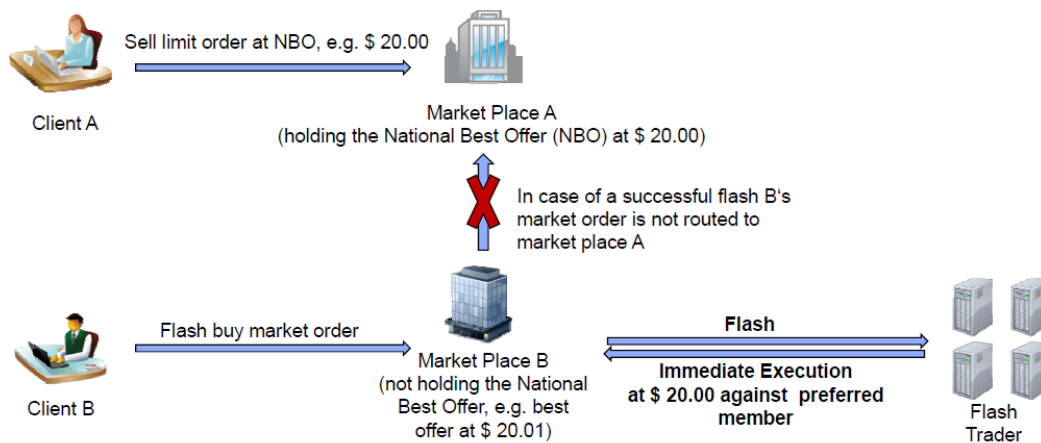 Sell limit order at NBO, e.g. $ 20.00
Client A
Market Place A
(holding the National Best Offer (NBO) at $ 20.00)
In case of a successful flash B‘s
market order is not routed to
market place A
Flash buy market order
Client B
Market Place B
(not holding the National
Best Offer, e.g. best
offer at $ 20.01)
Flash
Immediate Execution
at $ 20.00 against preferred
member
Flash
Trader